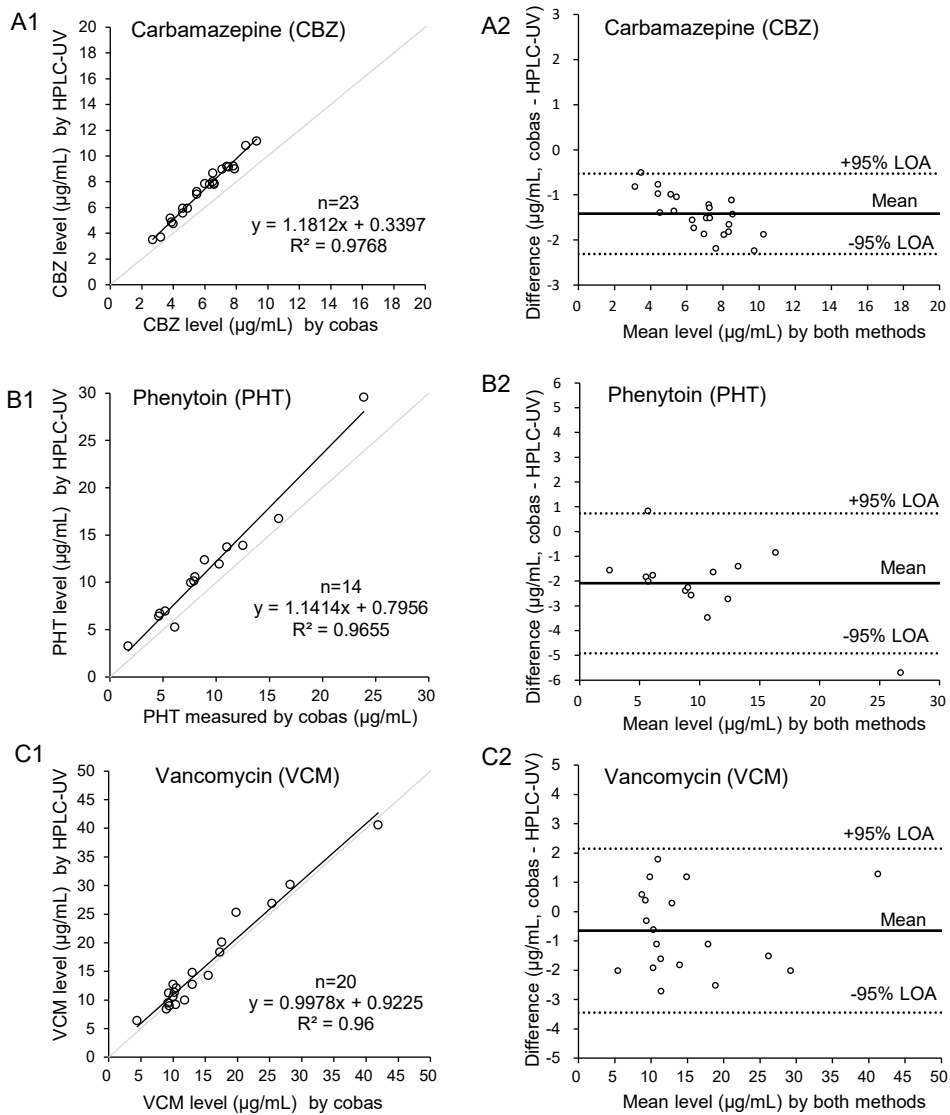 A1
Carbamazepine (CBZ)
CBZ level (µg/mL) by HPLC-UV
20
18
16
14
12
10
8
6
4
2
0
n=23
y = 1.1812x + 0.3397
R² = 0.9768
0 2 4 6 8 10 12 14 16 18 20
CBZ level (µg/mL) by cobas
A2
Carbamazepine (CBZ)
Difference (µg/mL, cobas - HPLC-UV)
3
2
1
0
-1
-2
-3
+95% LOA
Mean
-95% LOA
0 2 4 6 8 10 12 14 16 18 20
Mean level (µg/mL) by both methods
B1
Phenytoin (PHT)
PHT level (µg/mL) by HPLC-UV
30
25
20
15
10
5
0
n=14
y = 1.1414x + 0.7956
R² = 0.9655
0 5 10 15 20 25 30
PHT measured by cobas (µg/mL)
B2
Phenytoin (PHT)
Difference (µg/mL, cobas - HPLC-UV)
6
5
4
3
2
1
0
-1
-2
-3
-4
-5
-6
+95% LOA
Mean
-95% LOA
0 5 10 15 20 25 30
Mean level (µg/mL) by both methods
C1
Vancomycin (VCM)
VCM level (µg/mL) by HPLC-UV
50
45
40
35
30
25
20
15
10
5
0
n=20
y = 0.9978x + 0.9225
R² = 0.96
0 5 10 15 20 25 30 35 40 45 50
VCM level (µg/mL) by cobas
C2
Vancomycin (VCM)
Difference (µg/mL, cobas - HPLC-UV)
5
4
3
2
1
0
-1
-2
-3
-4
-5
+95% LOA
Mean
-95% LOA
0 5 10 15 20 25 30 35 40 45 50
Mean level (µg/mL) by both methods